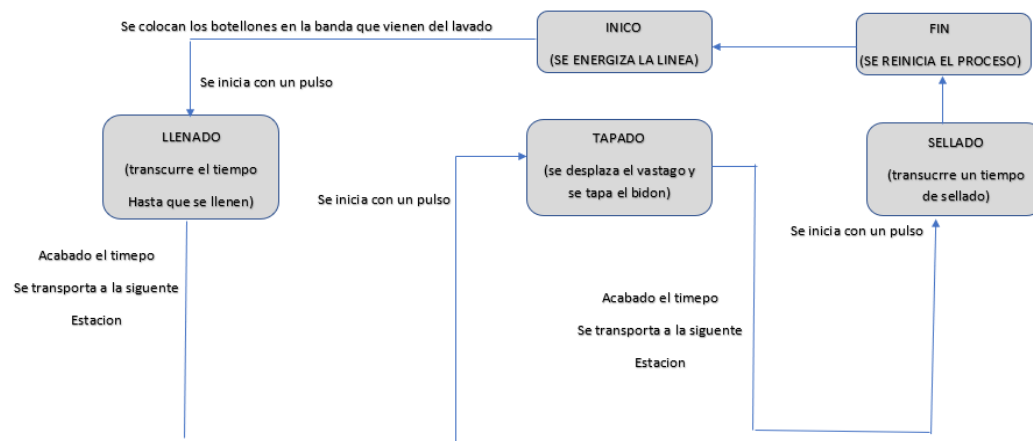 Se colocan los botellones en la banda que vienen del lavado
INICO
(SE ENERGIZA LA LINEA)
FIN
(SE REINICIA EL PROCESO)
Se inicia con un pulso
LLENADO
(transcurre el tiempo
Hasta que se llenen)
Se inicia con un pulso
TAPADO
(se desplaza el vastago y
se tapa el bidon)
SELLADO
(transucrre un tiempo
de sellado)
Se inicia con un pulso
Acabado el timepo
Se transporta a la siguente
Estacion
Acabado el timepo
Se transporta a la siguente
Estacion